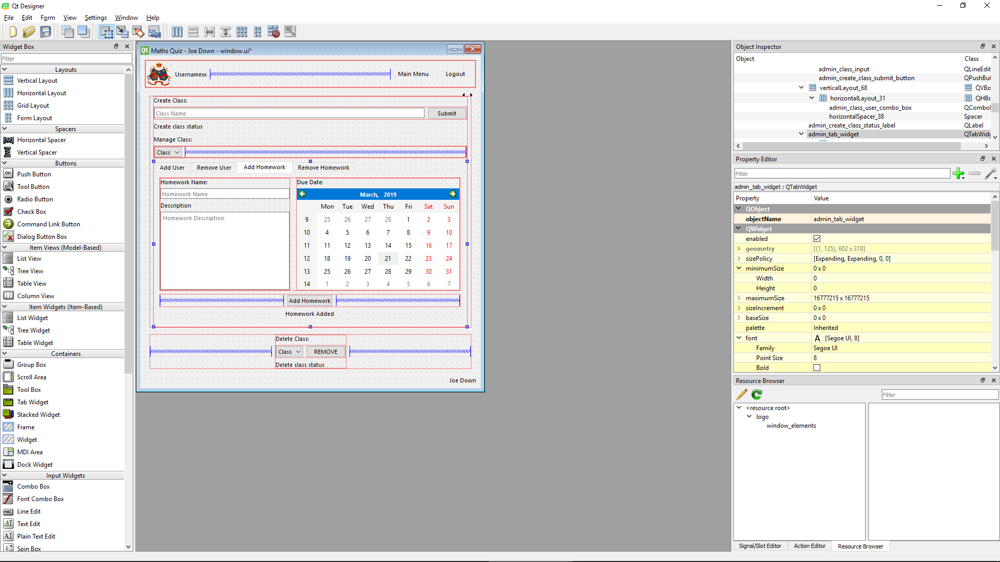 Qt Designer
File Edit Form View Settings Window Help
Widget Box
Filter
Layouts
Vertical Layout
Horizontal Layout
Grid Layout
Form Layout
Spacers
Horizontal Spacer
Vertical Spacer
Buttons
Push Button
Tool Button
Radio Button
Check Box
Command Link Button
Dialog Button Box
Item Views (Model-Based)
List View
Tree View
Table View
Column View
Item Widgets (Item-Based)
List Widget
Tree Widget
Table Widget
Containers
Group Box
Scroll Area
Tool Box
Tab Widget
Stacked Widget
Frame
Widget
MDI Area
Dock Widget
Input Widgets
Combo Box
Font Combo Box
Line Edit
Text Edit
Plain Text Edit
Spin Box
Maths Quiz - Joe Down - window.ui*
Usernamexx Main Menu Logout
Create Class:
Class Name Submit
Create class status
Manage Class:
Class
Add User Remove User Add Homework Remove Homework
Homework Name:
Homework Name
Description
Homework Description
Due Date:
March, 2019
Mon Tue Wed Thu Fri Sat Sun
9 25 26 27 28 1 2 3
10 4 5 6 7 8 9 10
11 11 12 13 14 15 16 17
12 18 19 20 21 22 23 24
13 25 26 27 28 29 30 31
14 1 2 3 4 5 6 7
Add Homework
Homework Added
Delete Class:
Class REMOVE
Delete class status
Joe Down
Object Inspector
Object Class
admin_class_input QLineEdit
admin_create_class_submit_button QPushBut
verticalLayout_68 QVBo
horizontalLayout_31 QHBo
admin_class_user_combo_box QComboI
horizontalSpacer_38 Spacer
admin_create_class_status_label QLabel
admin_tab_widget QTabWidg
Property Editor
Filter
admin_tab_widget : QTabWidget
Property Value
QObject
objectName admin_tab_widget
QWidget
enabled
geometry [(1, 125), 602 x 318]
sizePolicy [Expanding, Expanding, 0, 0]
minimumSize 0 x 0
Width 0
Height 0
maximumSize 16777215 x 16777215
sizeIncrement 0 x 0
baseSize 0 x 0
palette Inherited
font A [Segoe UI, 8]
Family Segoe UI
Point Size 8
Bold
Resource Browser
Filter
<resource root>
logo
window_elements
Signal/Slot Editor Action Editor Resource Browser